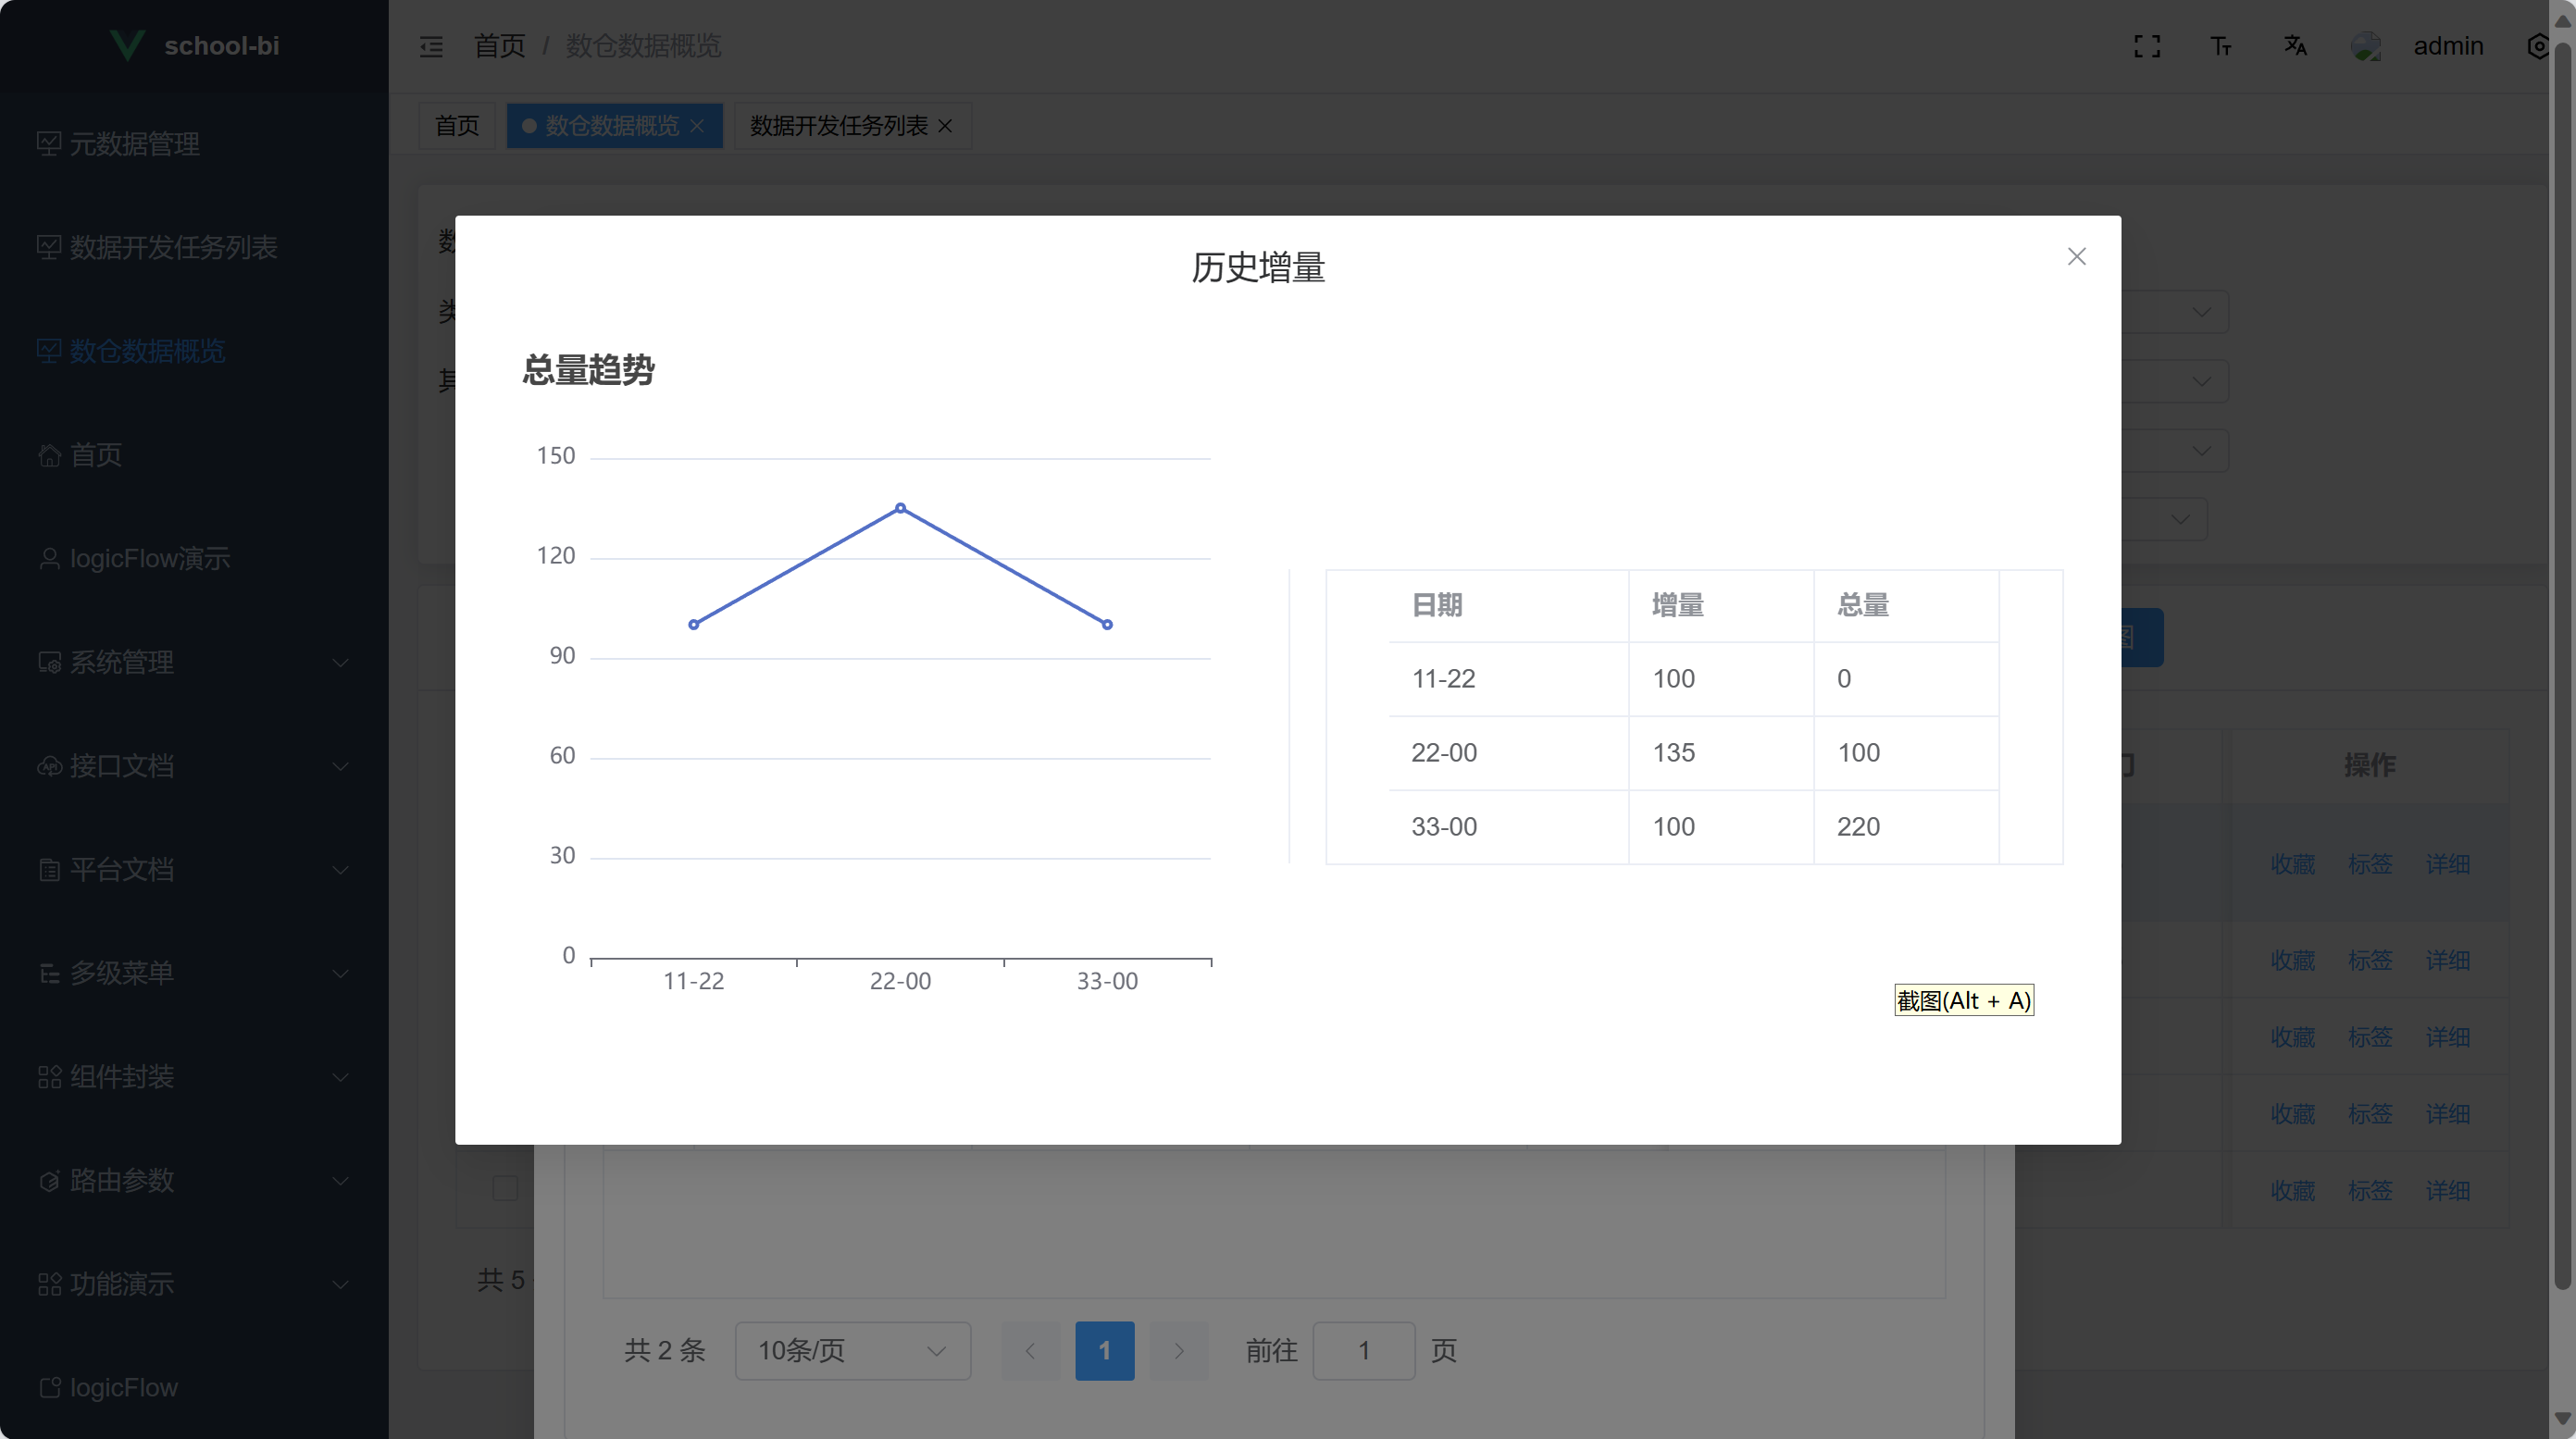 school-bi
首页 / 数仓数据概览
admin
首页
数仓数据概览
数据开发任务列表
元数据管理
数据开发任务列表
数仓数据概览
首页
logicFlow演示
系统管理
接口文档
平台文档
多级菜单
组件封装
路由参数
功能演示
logicFlow
历史增量
总量趋势
150
120
90
60
30
0
11-22 22-00 33-00
日期 增量 总量
11-22 100 0
22-00 135 100
33-00 100 220
截图(Alt + A)
操作
收藏 标签 详细
收藏 标签 详细
收藏 标签 详细
收藏 标签 详细
收藏 标签 详细
共 5
共 2 条 10条/页 1 前往 1 页